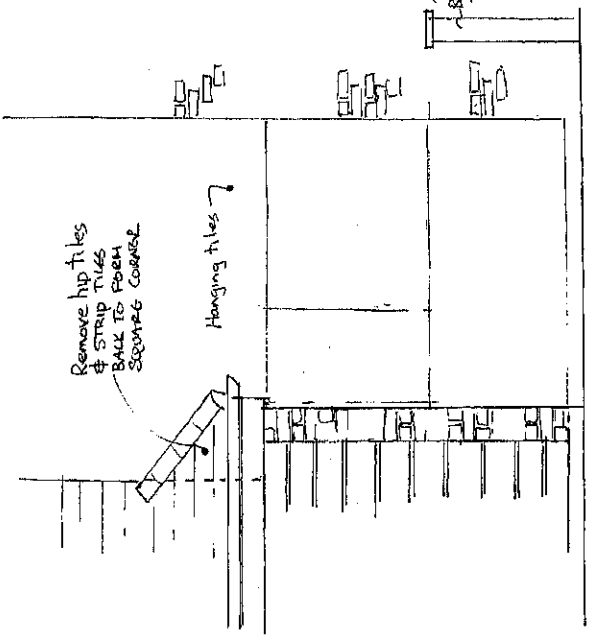 Remove hip tiles
& STRIP TILES
BACK TO FORM
SQUARE CORNER
Hanging tiles